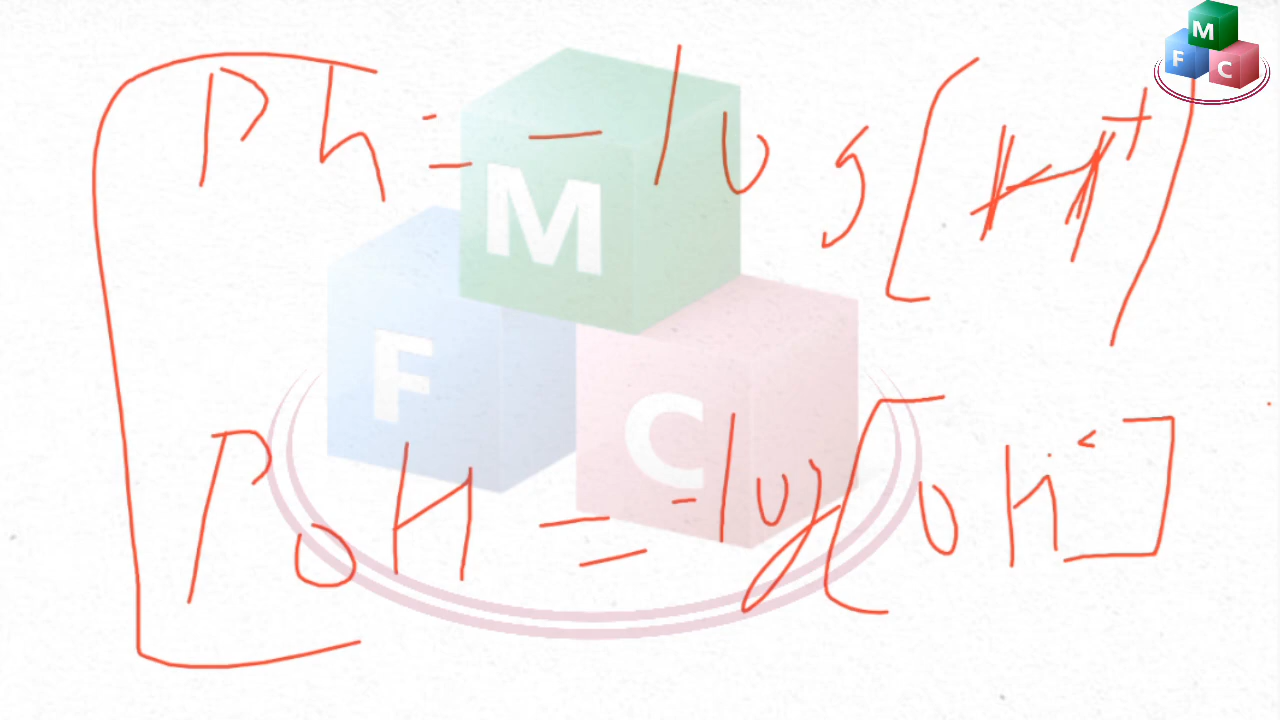 M
F C
Ph = - log [H+]
POH = - log [OH-]
M
F
C